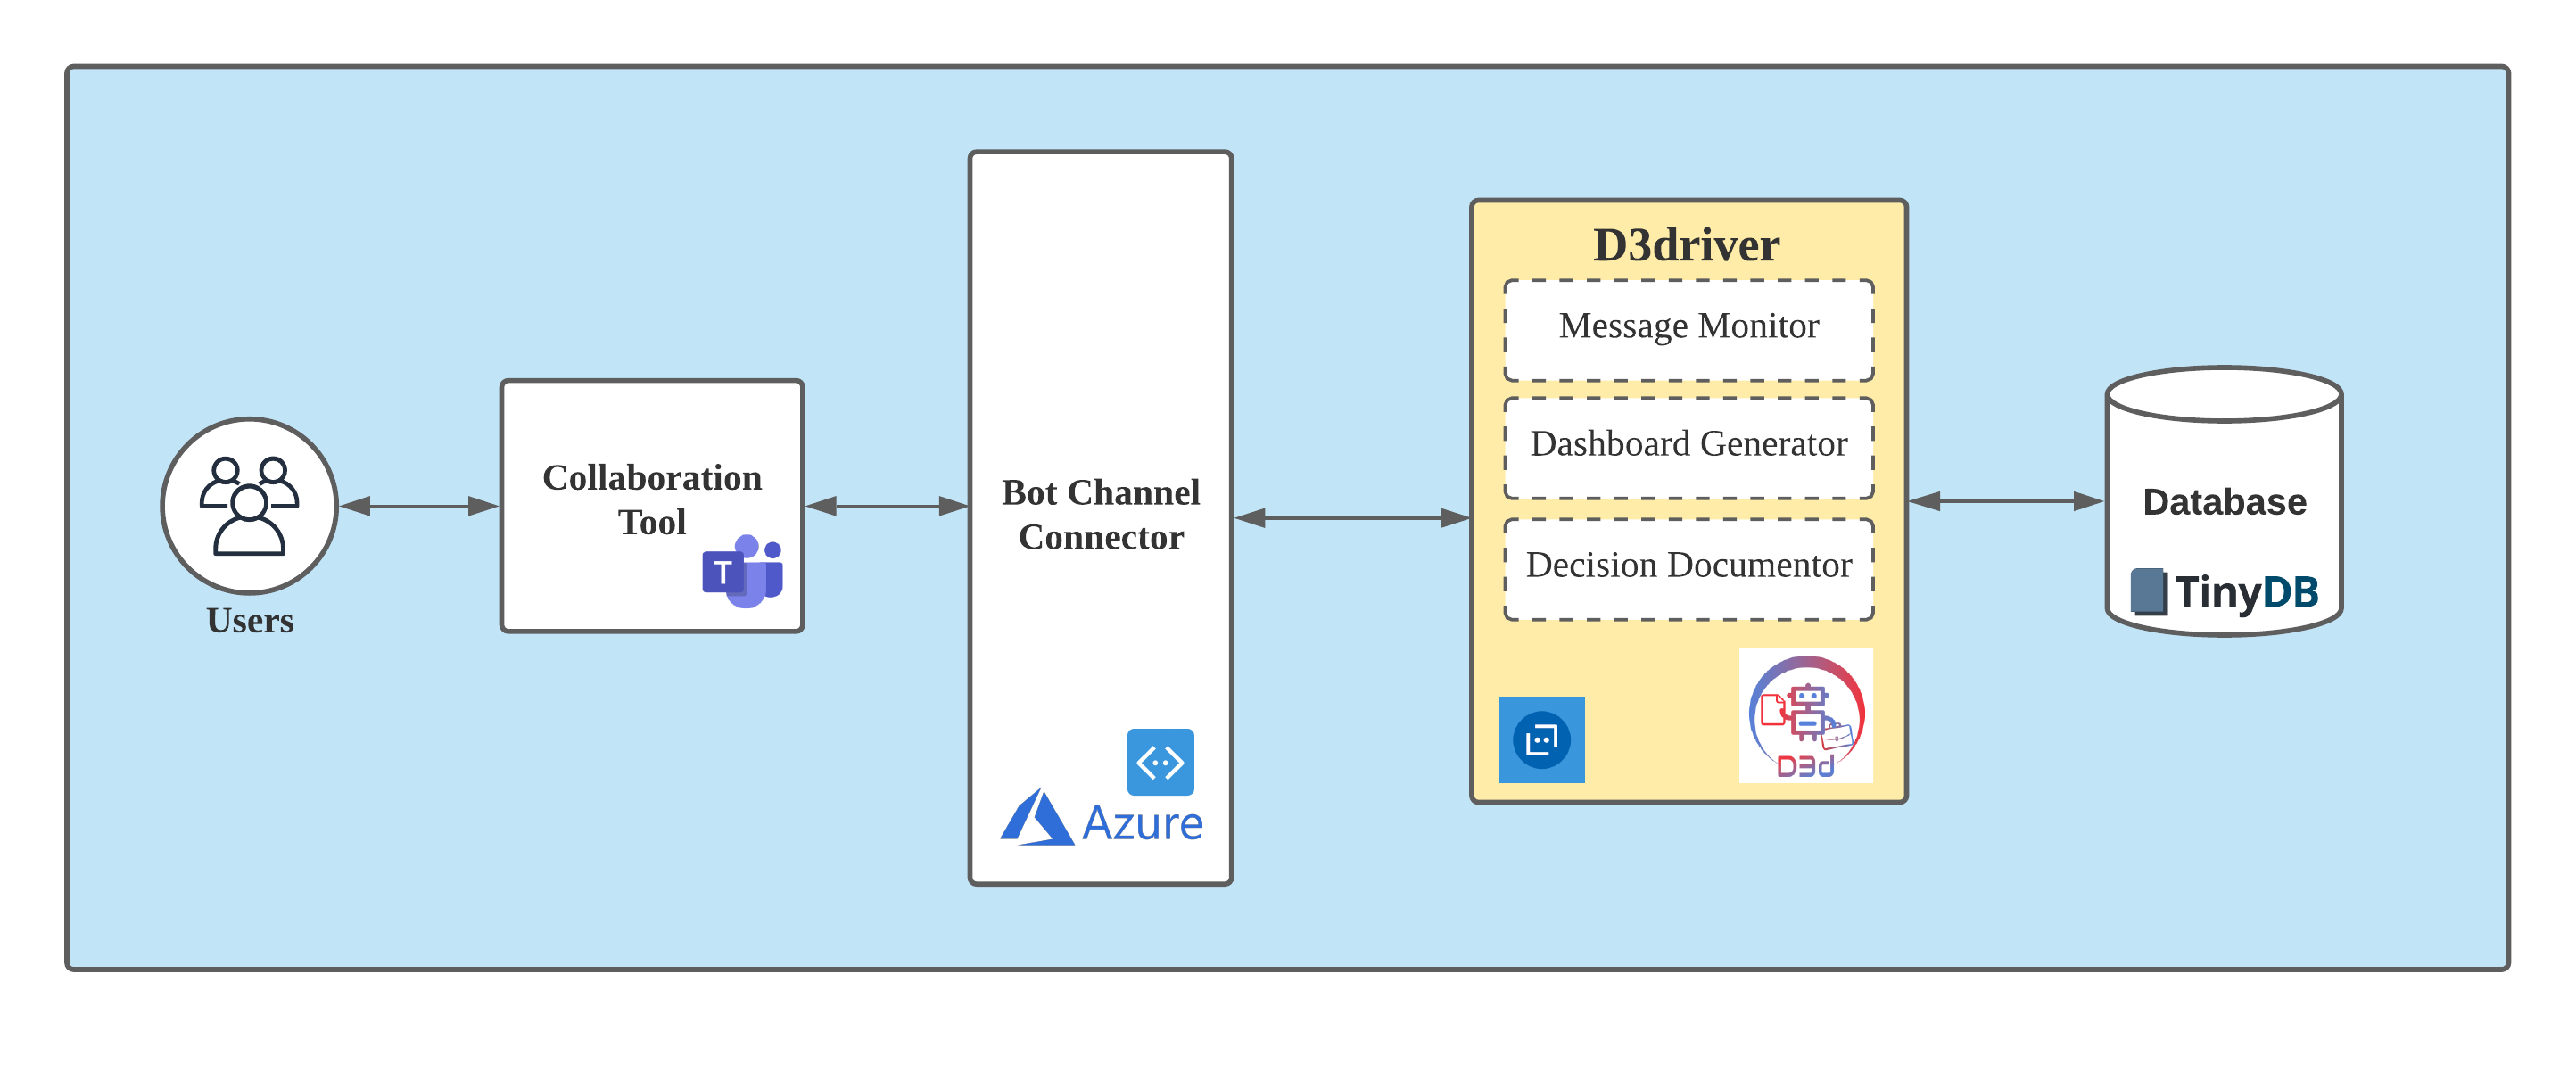 Users
Collaboration
Tool
T
Bot Channel
Connector
Azure
D3driver
Message Monitor
Dashboard Generator
Decision Documentor
D3d
Database
TinyDB